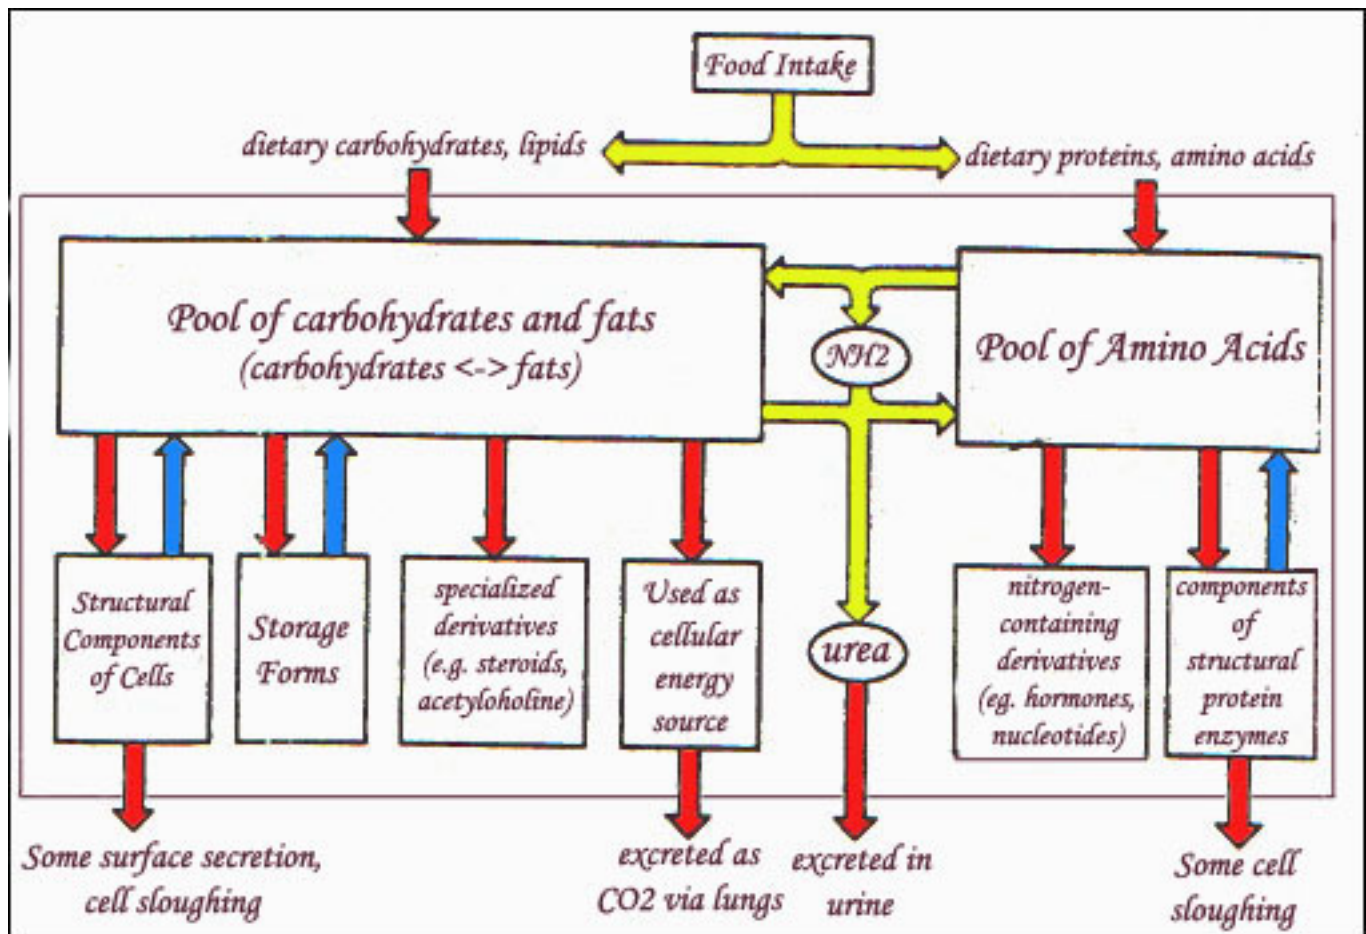 Food Intake
dietary carbohydrates, lipids
dietary proteins, amino acids
Pool of carbohydrates and fats
(carbohydrates <-> fats)
NH2
Pool of Amino Acids
Structural
Components
of Cells
Storage
Forms
specialized
derivatives
(e.g. steroids,
acetyloholine)
Used as
cellular
energy
source
urea
nitrogen-
containing
derivatives
(eg. hormones,
nucleotides)
components
of
structural
protein
enzymes
Some surface secretion,
cell sloughing
excreted as
CO2 via lungs
excreted in
urine
Some cell
sloughing